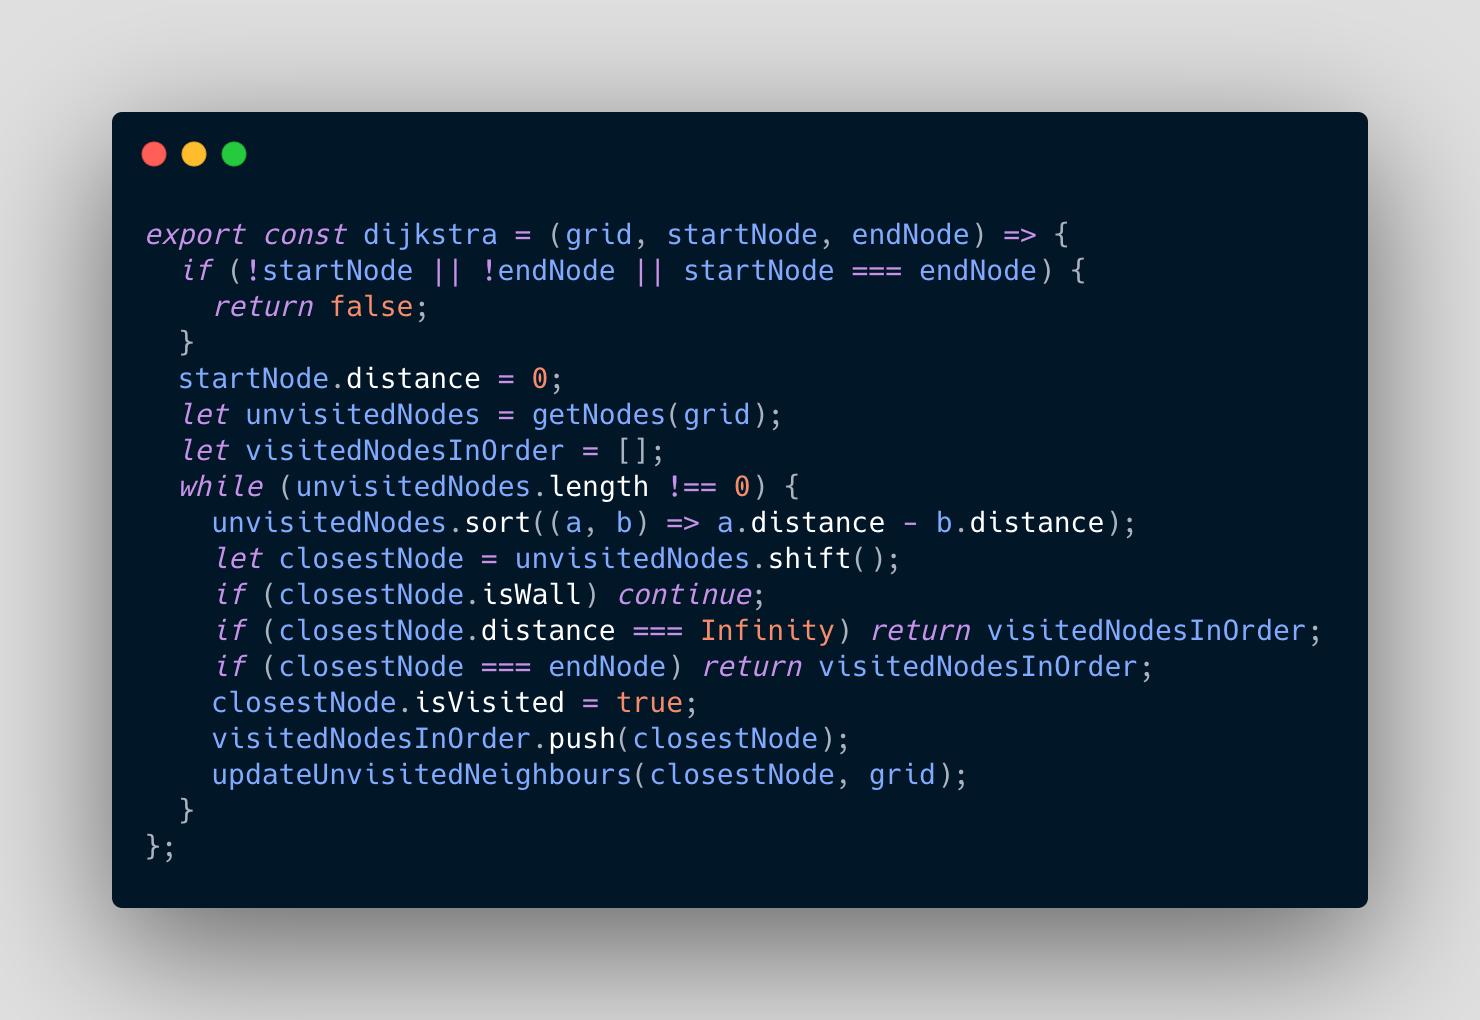 export const dijkstra = (grid, startNode, endNode) => {
  if (!startNode || !endNode || startNode === endNode) {
    return false;
  }
  startNode.distance = 0;
  let unvisitedNodes = getNodes(grid);
  let visitedNodesInOrder = [];
  while (unvisitedNodes.length !== 0) {
    unvisitedNodes.sort((a, b) => a.distance - b.distance);
    let closestNode = unvisitedNodes.shift();
    if (closestNode.isWall) continue;
    if (closestNode.distance === Infinity) return visitedNodesInOrder;
    if (closestNode === endNode) return visitedNodesInOrder;
    closestNode.isVisited = true;
    visitedNodesInOrder.push(closestNode);
    updateUnvisitedNeighbours(closestNode, grid);
  }
};